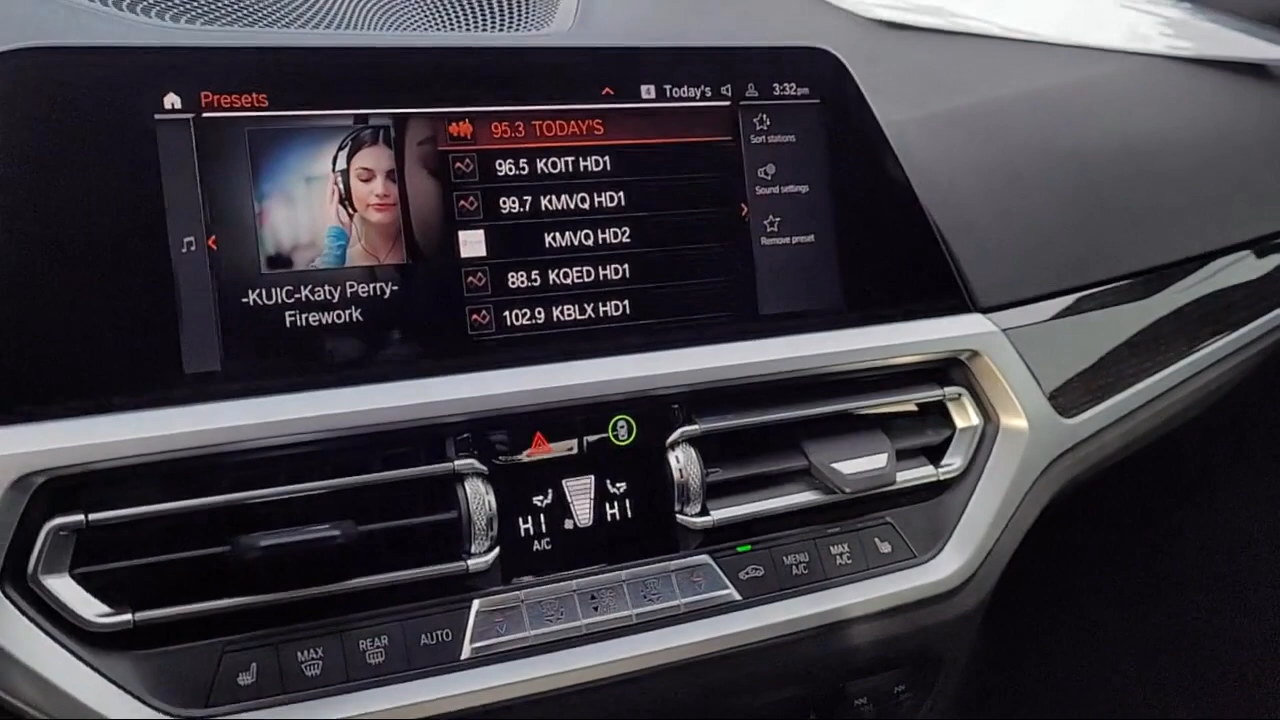 Presets
4 Today's 3:32pm
95.3 TODAY'S
96.5 KOIT HD1
99.7 KMVQ HD1
KMVQ HD2
88.5 KQED HD1
102.9 KBLX HD1
-KUIC-Katy Perry-
Firework
Sort stations
Sound settings
Remove preset
HI HI
A/C
MAX
REAR
AUTO
MENU
A/C
MAX
A/C